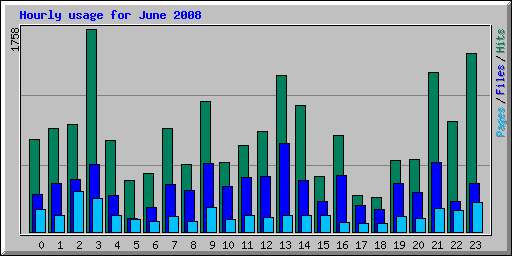 Hourly usage for June 2008
1758
Pages/Files/Hits
0 1 2 3 4 5 6 7 8 9 10 11 12 13 14 15 16 17 18 19 20 21 22 23